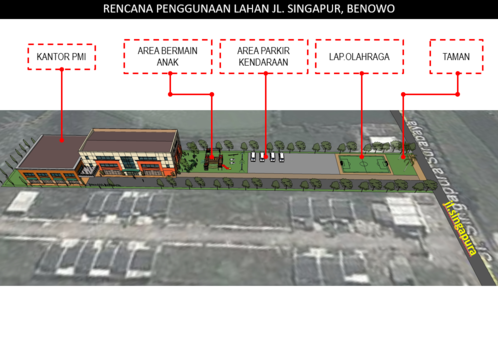 RENCANA PENGGUNAAN LAHAN JL. SINGAPUR, BENOWO
KANTOR PMI
AREA BERMAIN
ANAK
AREA PARKIR
KENDARAAN
LAP.OLAHRAGA
TAMAN
jl singapura